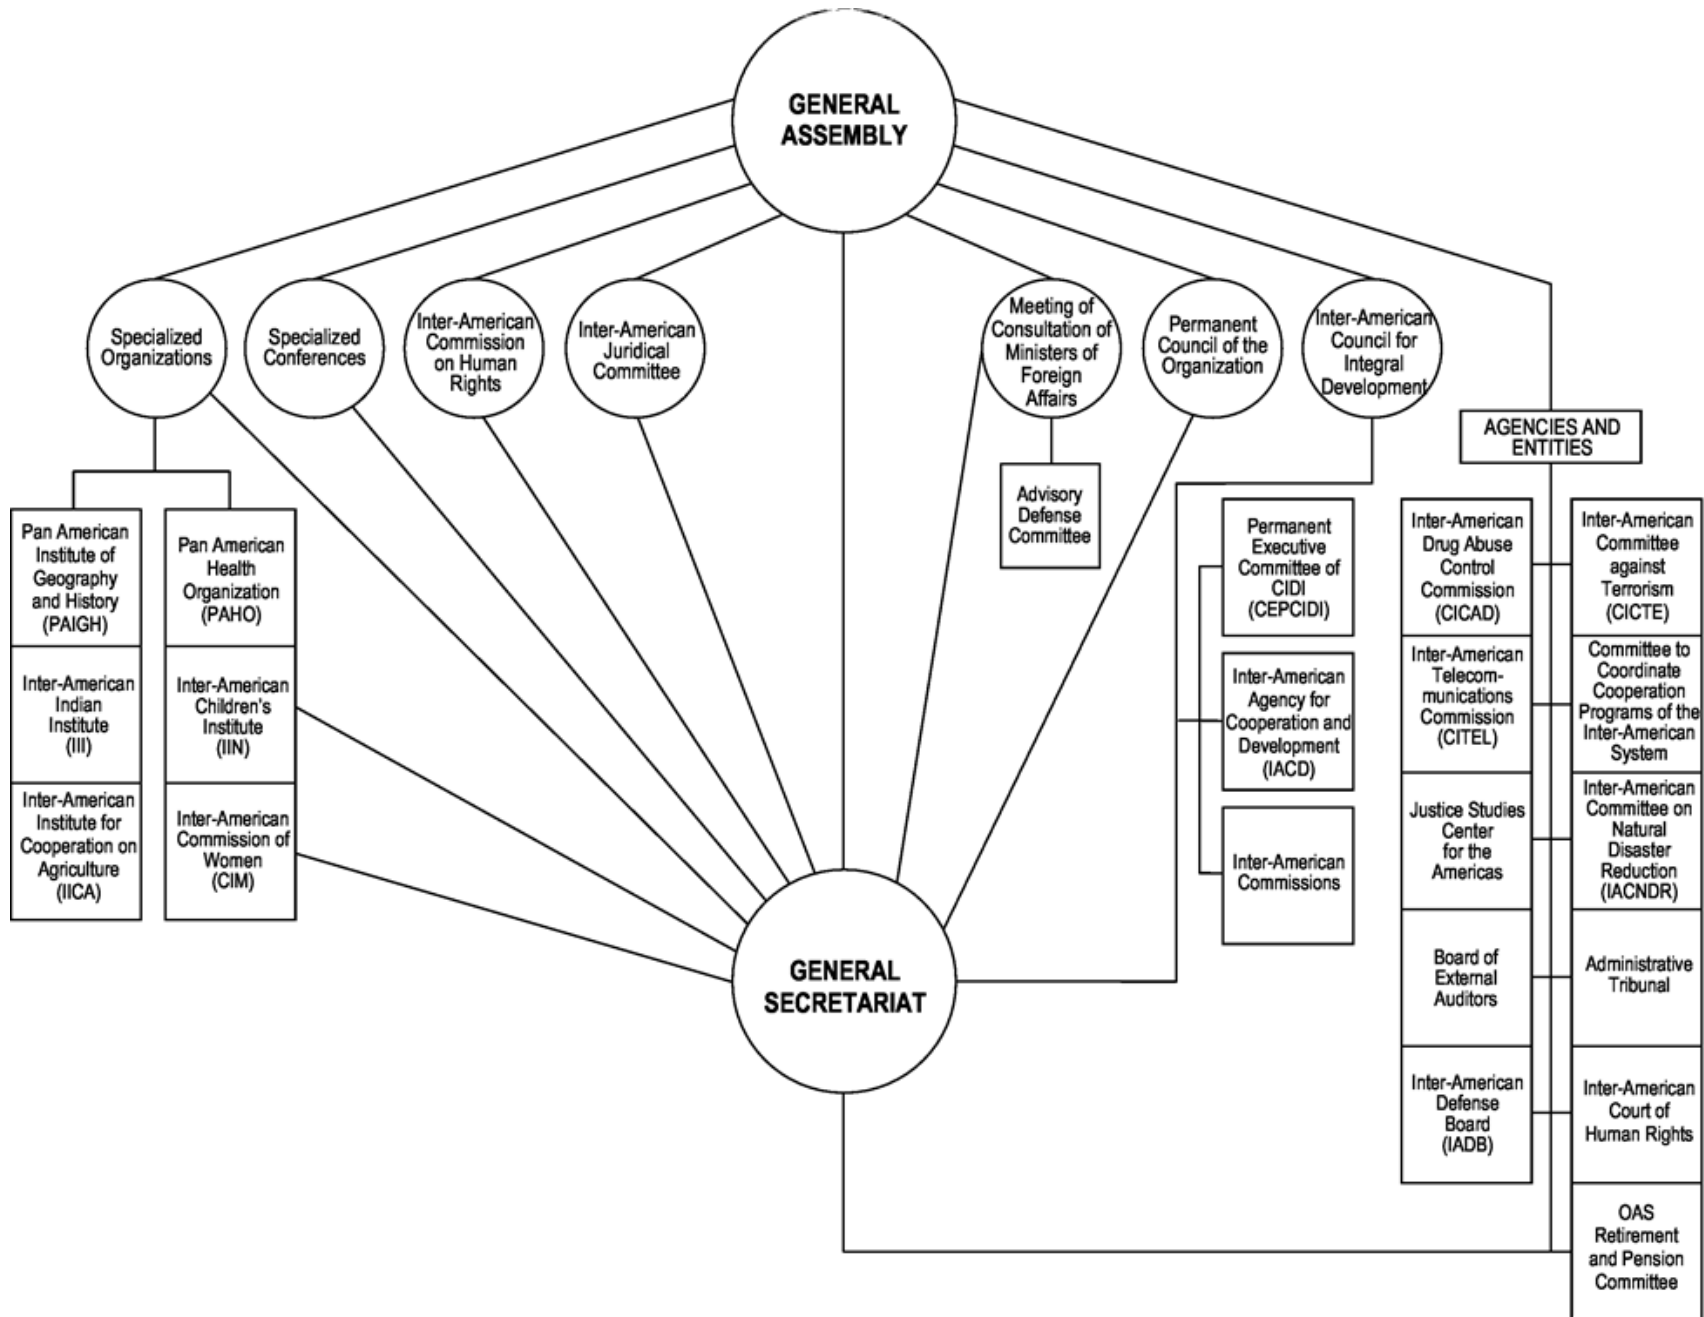 GENERAL
ASSEMBLY
Specialized
Organizations
Specialized
Conferences
Inter-American
Commission
on Human
Rights
Inter-American
Juridical
Committee
Meeting of
Consultation of
Ministers of
Foreign
Affairs
Permanent
Council of the
Organization
Inter-American
Council for
Integral
Development
AGENCIES AND
ENTITIES
Pan American
Institute of
Geography
and History
(PAIGH)
Inter-American
Indian
Institute
(III)
Inter-American
Institute for
Cooperation on
Agriculture
(IICA)
Pan American
Health
Organization
(PAHO)
Inter-American
Children's
Institute
(IIN)
Inter-American
Commission of
Women
(CIM)
Advisory
Defense
Committee
Permanent
Executive
Committee of
CIDI
(CEPCIDI)
Inter-American
Agency for
Cooperation and
Development
(IACD)
Inter-American
Commissions
Inter-American
Drug Abuse
Control
Commission
(CICAD)
Inter-American
Telecom-
munications
Commission
(CITEL)
Justice Studies
Center
for the
Americas
Board of
External
Auditors
Inter-American
Defense
Board
(IADB)
Inter-American
Committee
against
Terrorism
(CICTE)
Committee to
Coordinate
Cooperation
Programs of the
Inter-American
System
Inter-American
Committee on
Natural
Disaster
Reduction
(IACNDR)
Administrative
Tribunal
Inter-American
Court of
Human Rights
OAS
Retirement
and Pension
Committee
GENERAL
SECRETARIAT